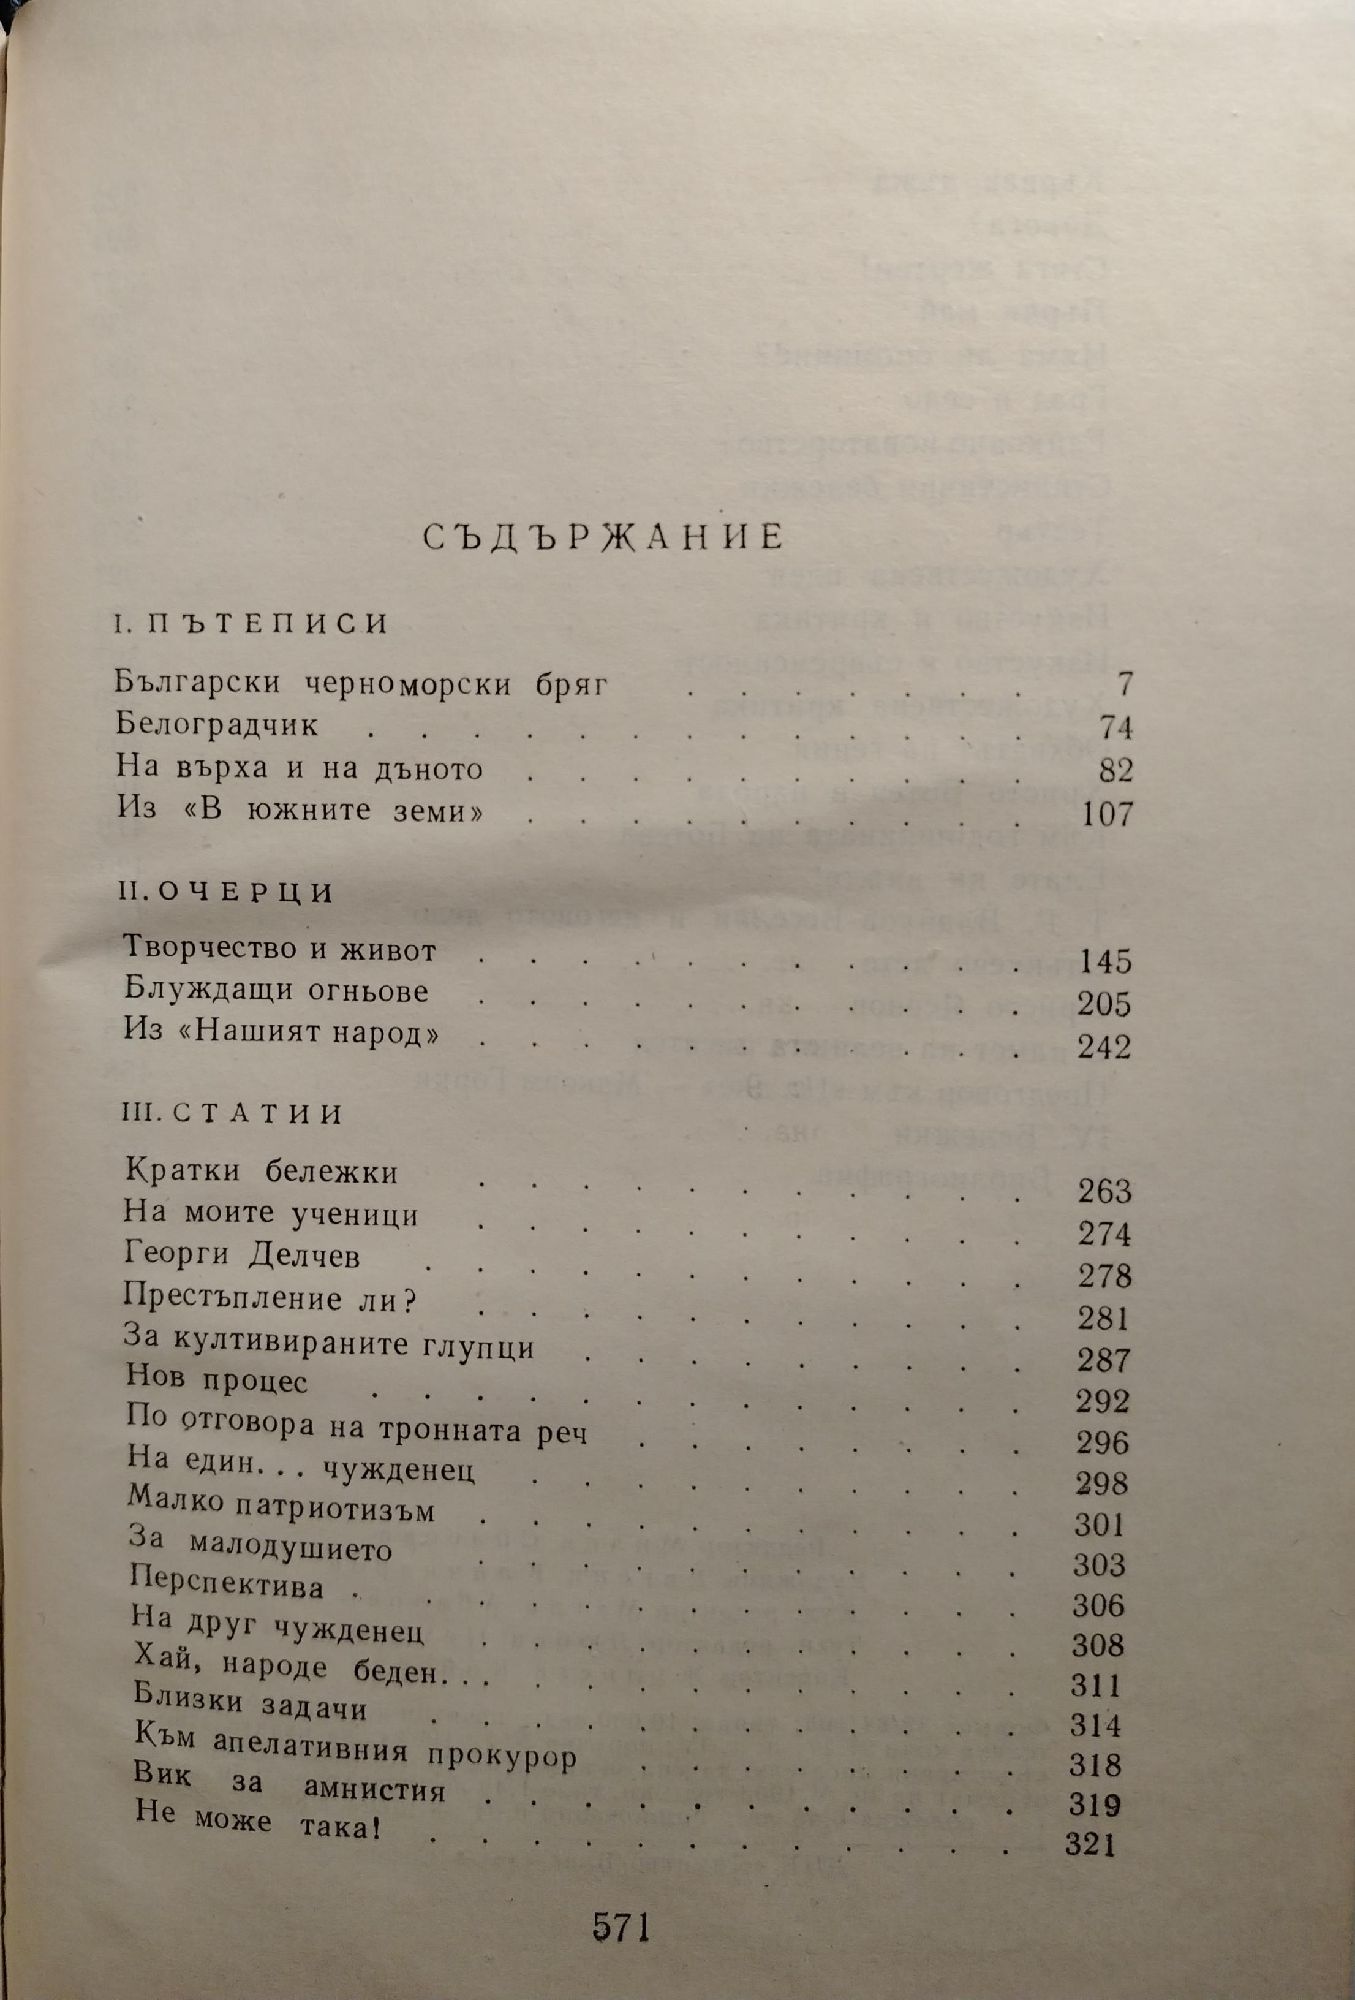 СЪДЪРЖАНИЕ
I. ПЪТЕПИСИ
Български черноморски бряг . . . . . . . 7
Белоградчик . . . . . . . . . . . . . 74
На върха и на дъното . . . . . . . . . . 82
Из «В южните земи» . . . . . . . . . . 107
II. ОЧЕРЦИ
Творчество и живот . . . . . . . . . . . 145
Блуждащи огньове . . . . . . . . . . . 205
Из «Нашият народ» . . . . . . . . . . . 242
III. СТАТИИ
Кратки бележки . . . . . . . . . . . 263
На моите ученици . . . . . . . . . . . 274
Георги Делчев . . . . . . . . . . . . 278
Престъпление ли? . . . . . . . . . . . 281
За култивираните глупци . . . . . . . . . 287
Нов процес . . . . . . . . . . . . . 292
По отговора на тронната реч . . . . . . . . 296
На един. . . чужденец . . . . . . . . . . 298
Малко патриотизъм . . . . . . . . . . . 301
За малодушието . . . . . . . . . . . 303
Перспектива . . . . . . . . . . . . . 306
На друг чужденец . . . . . . . . . . . 308
Хай, народе беден. . . . . . . . . . . . . 311
Близки задачи . . . . . . . . . . . . 314
Към апелативния прокурор . . . . . . . . 318
Вик за амнистия . . . . . . . . . . . 319
Не може така! . . . . . . . . . . . . 321
571